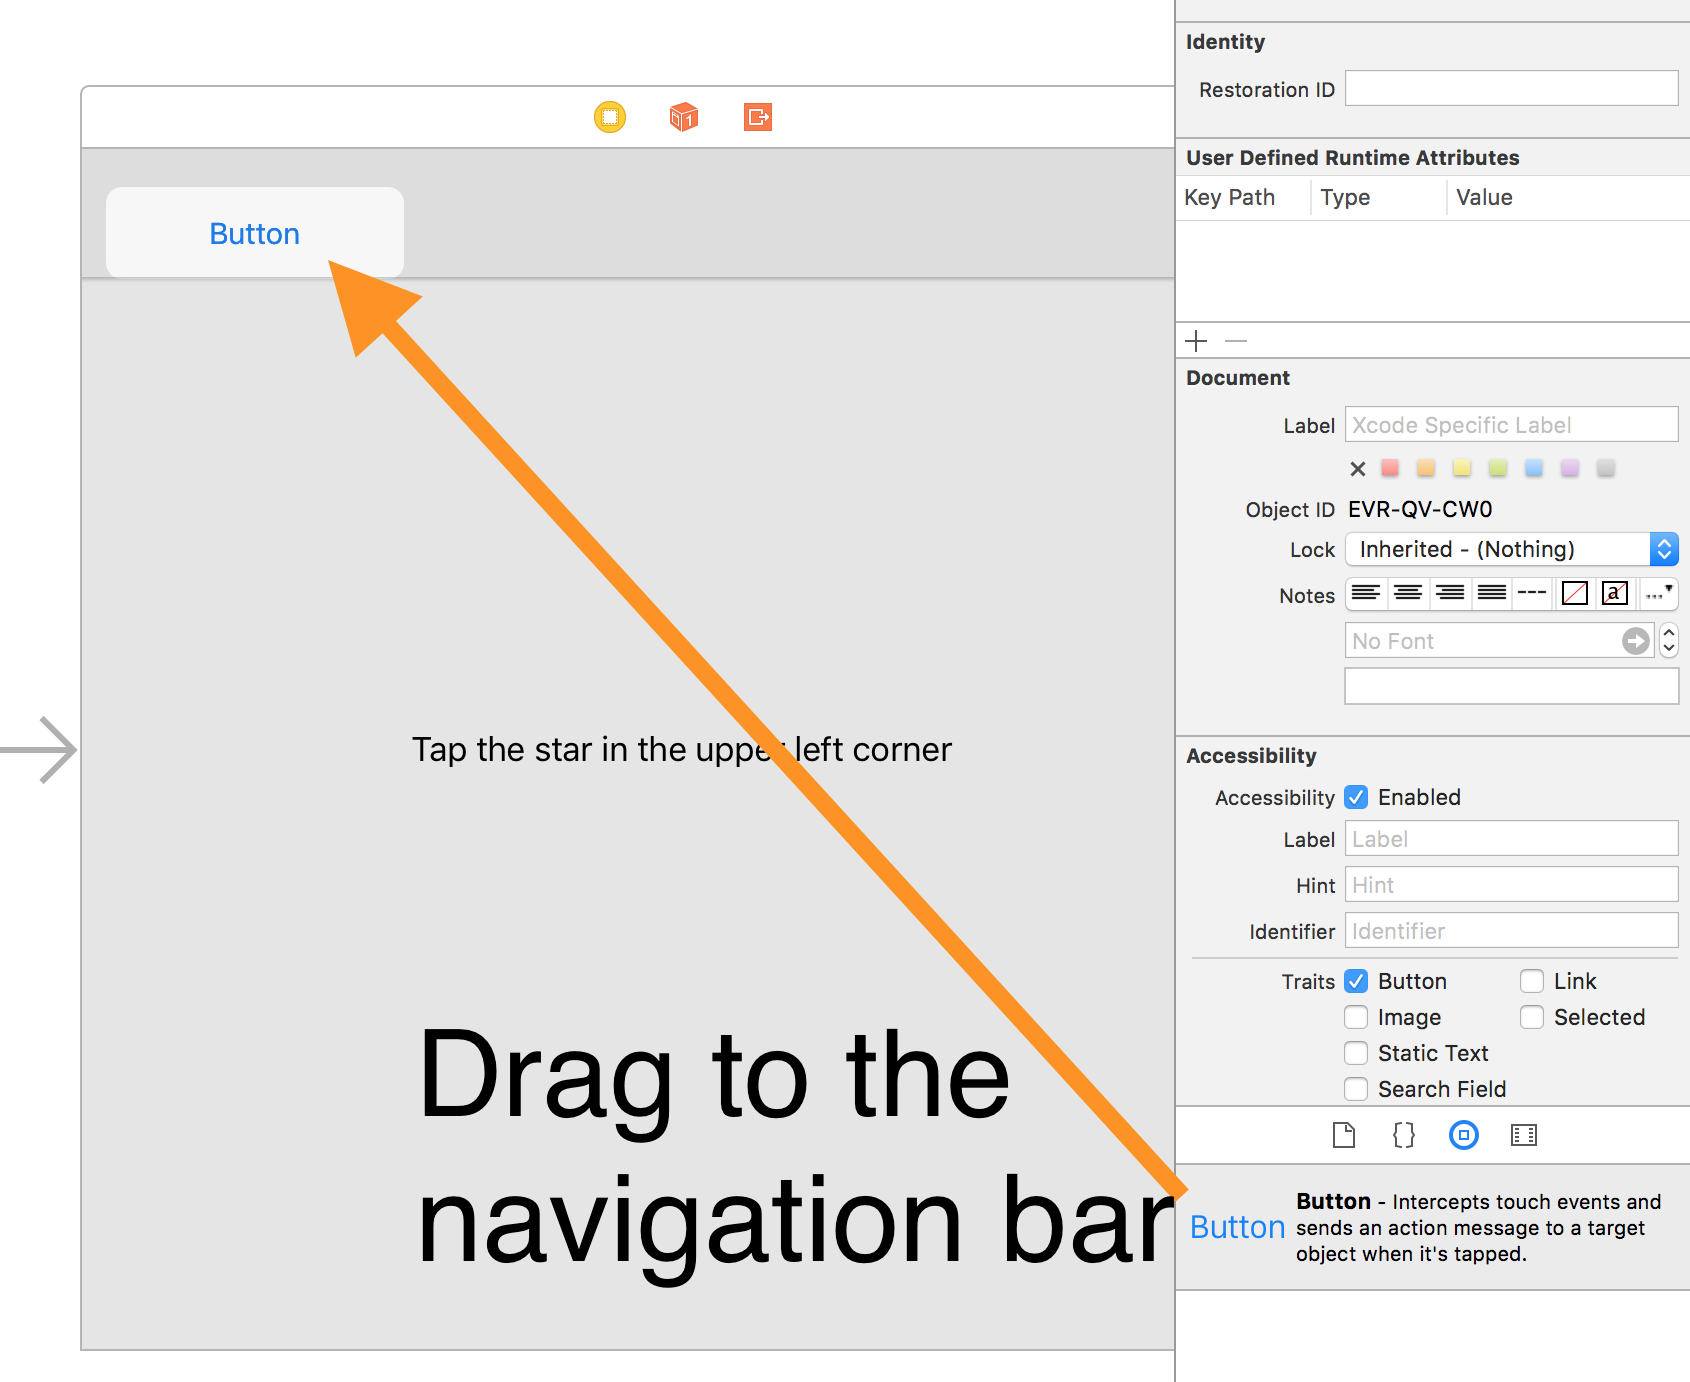 Button
Tap the star in the upper left corner
Drag to the
navigation bar
Identity
Restoration ID
User Defined Runtime Attributes
Key Path Type Value
Document
Label Xcode Specific Label
Object ID EVR-QV-CW0
Lock Inherited - (Nothing)
Notes --- a ...
No Font
Accessibility
Accessibility Enabled
Label Label
Hint Hint
Identifier Identifier
Traits Button Link
Image Selected
Static Text
Search Field
{}
Button
Button - Intercepts touch events and
sends an action message to a target
object when it's tapped.